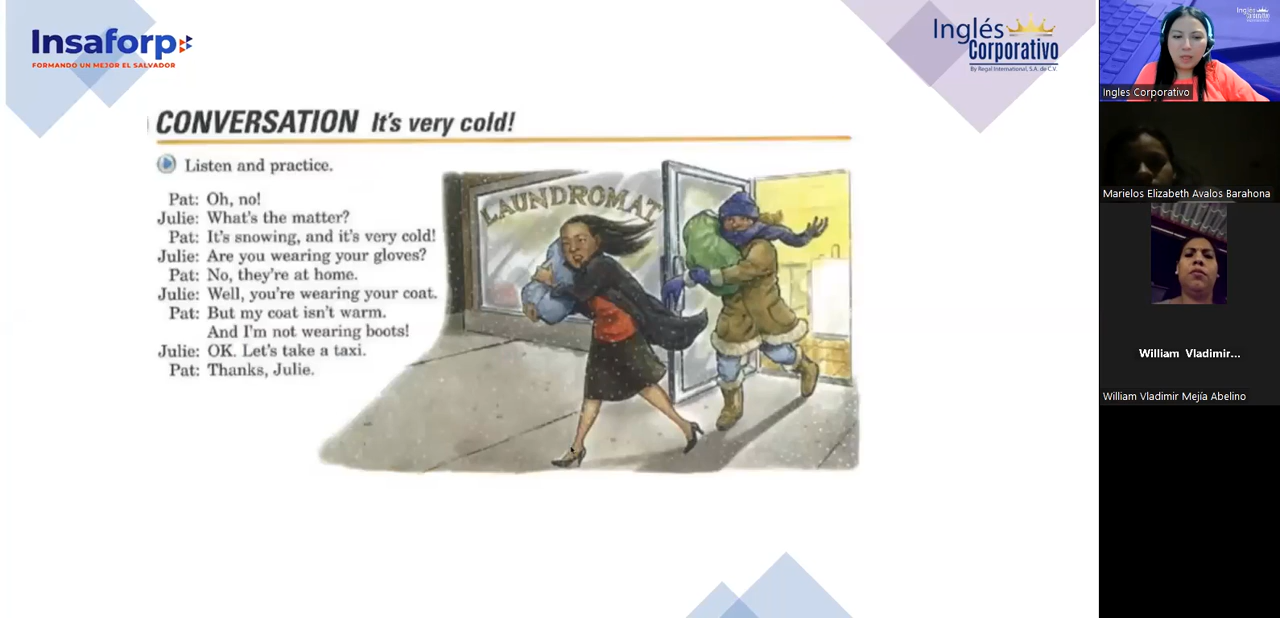 Insaforp
FORMANDO UN MEJOR EL SALVADOR
Inglés
Corporativo
By Regal International, S.A. de C.V.
CONVERSATION It's very cold!
Listen and practice.
Pat: Oh, no!
Julie: What's the matter?
Pat: It's snowing, and it's very cold!
Julie: Are you wearing your gloves?
Pat: No, they're at home.
Julie: Well, you're wearing your coat.
Pat: But my coat isn't warm.
And I'm not wearing boots!
Julie: OK. Let's take a taxi.
Pat: Thanks, Julie.
LAUNDROMAT
Inglés
Corporativo
Ingles Corporativo
Marielos Elizabeth Avalos Barahona
William Vladimir...
William Vladimir Mejía Abelino